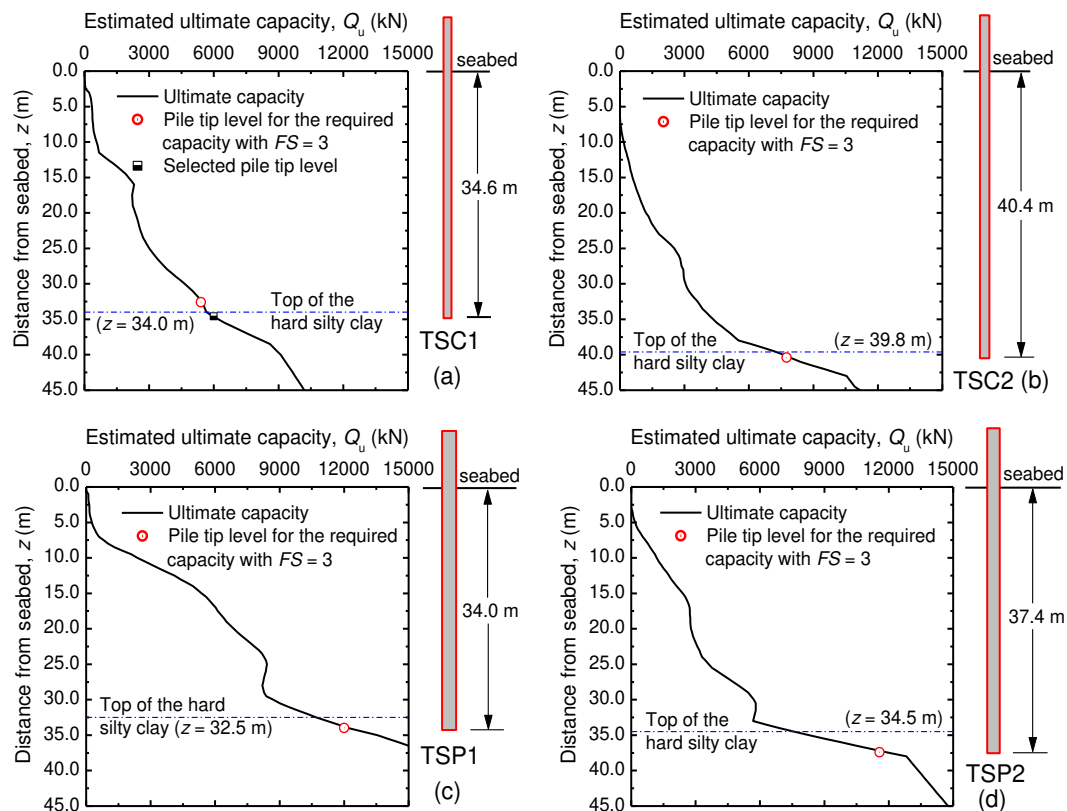 Estimated ultimate capacity, Qu (kN)
0 3000 6000 9000 12000 15000
seabed
0.0
5.0
10.0
15.0
20.0
25.0
30.0
35.0
40.0
45.0
Distance from seabed, z (m)
Ultimate capacity
Pile tip level for the required
capacity with FS = 3
Selected pile tip level
34.6 m
Top of the
hard silty clay
(z = 34.0 m)
TSC1
(a)
Estimated ultimate capacity, Qu (kN)
0 3000 6000 9000 12000 15000
seabed
0.0
5.0
10.0
15.0
20.0
25.0
30.0
35.0
40.0
45.0
Distance from seabed, z (m)
Ultimate capacity
Pile tip level for the required
capacity with FS = 3
40.4 m
Top of the
hard silty clay
(z = 39.8 m)
TSC2 (b)
Estimated ultimate capacity, Qu (kN)
0 3000 6000 9000 12000 15000
seabed
0.0
5.0
10.0
15.0
20.0
25.0
30.0
35.0
40.0
45.0
Distance from seabed, z (m)
Ultimate capacity
Pile tip level for the required
capacity with FS = 3
34.0 m
Top of the hard
silty clay (z = 32.5 m)
TSP1
(c)
Estimated ultimate capacity, Qu (kN)
0 3000 6000 9000 12000 15000
seabed
0.0
5.0
10.0
15.0
20.0
25.0
30.0
35.0
40.0
45.0
Distance from seabed, z (m)
Ultimate capacity
Pile tip level for the required
capacity with FS = 3
37.4 m
Top of the
hard silty clay
(z = 34.5 m)
TSP2
(d)